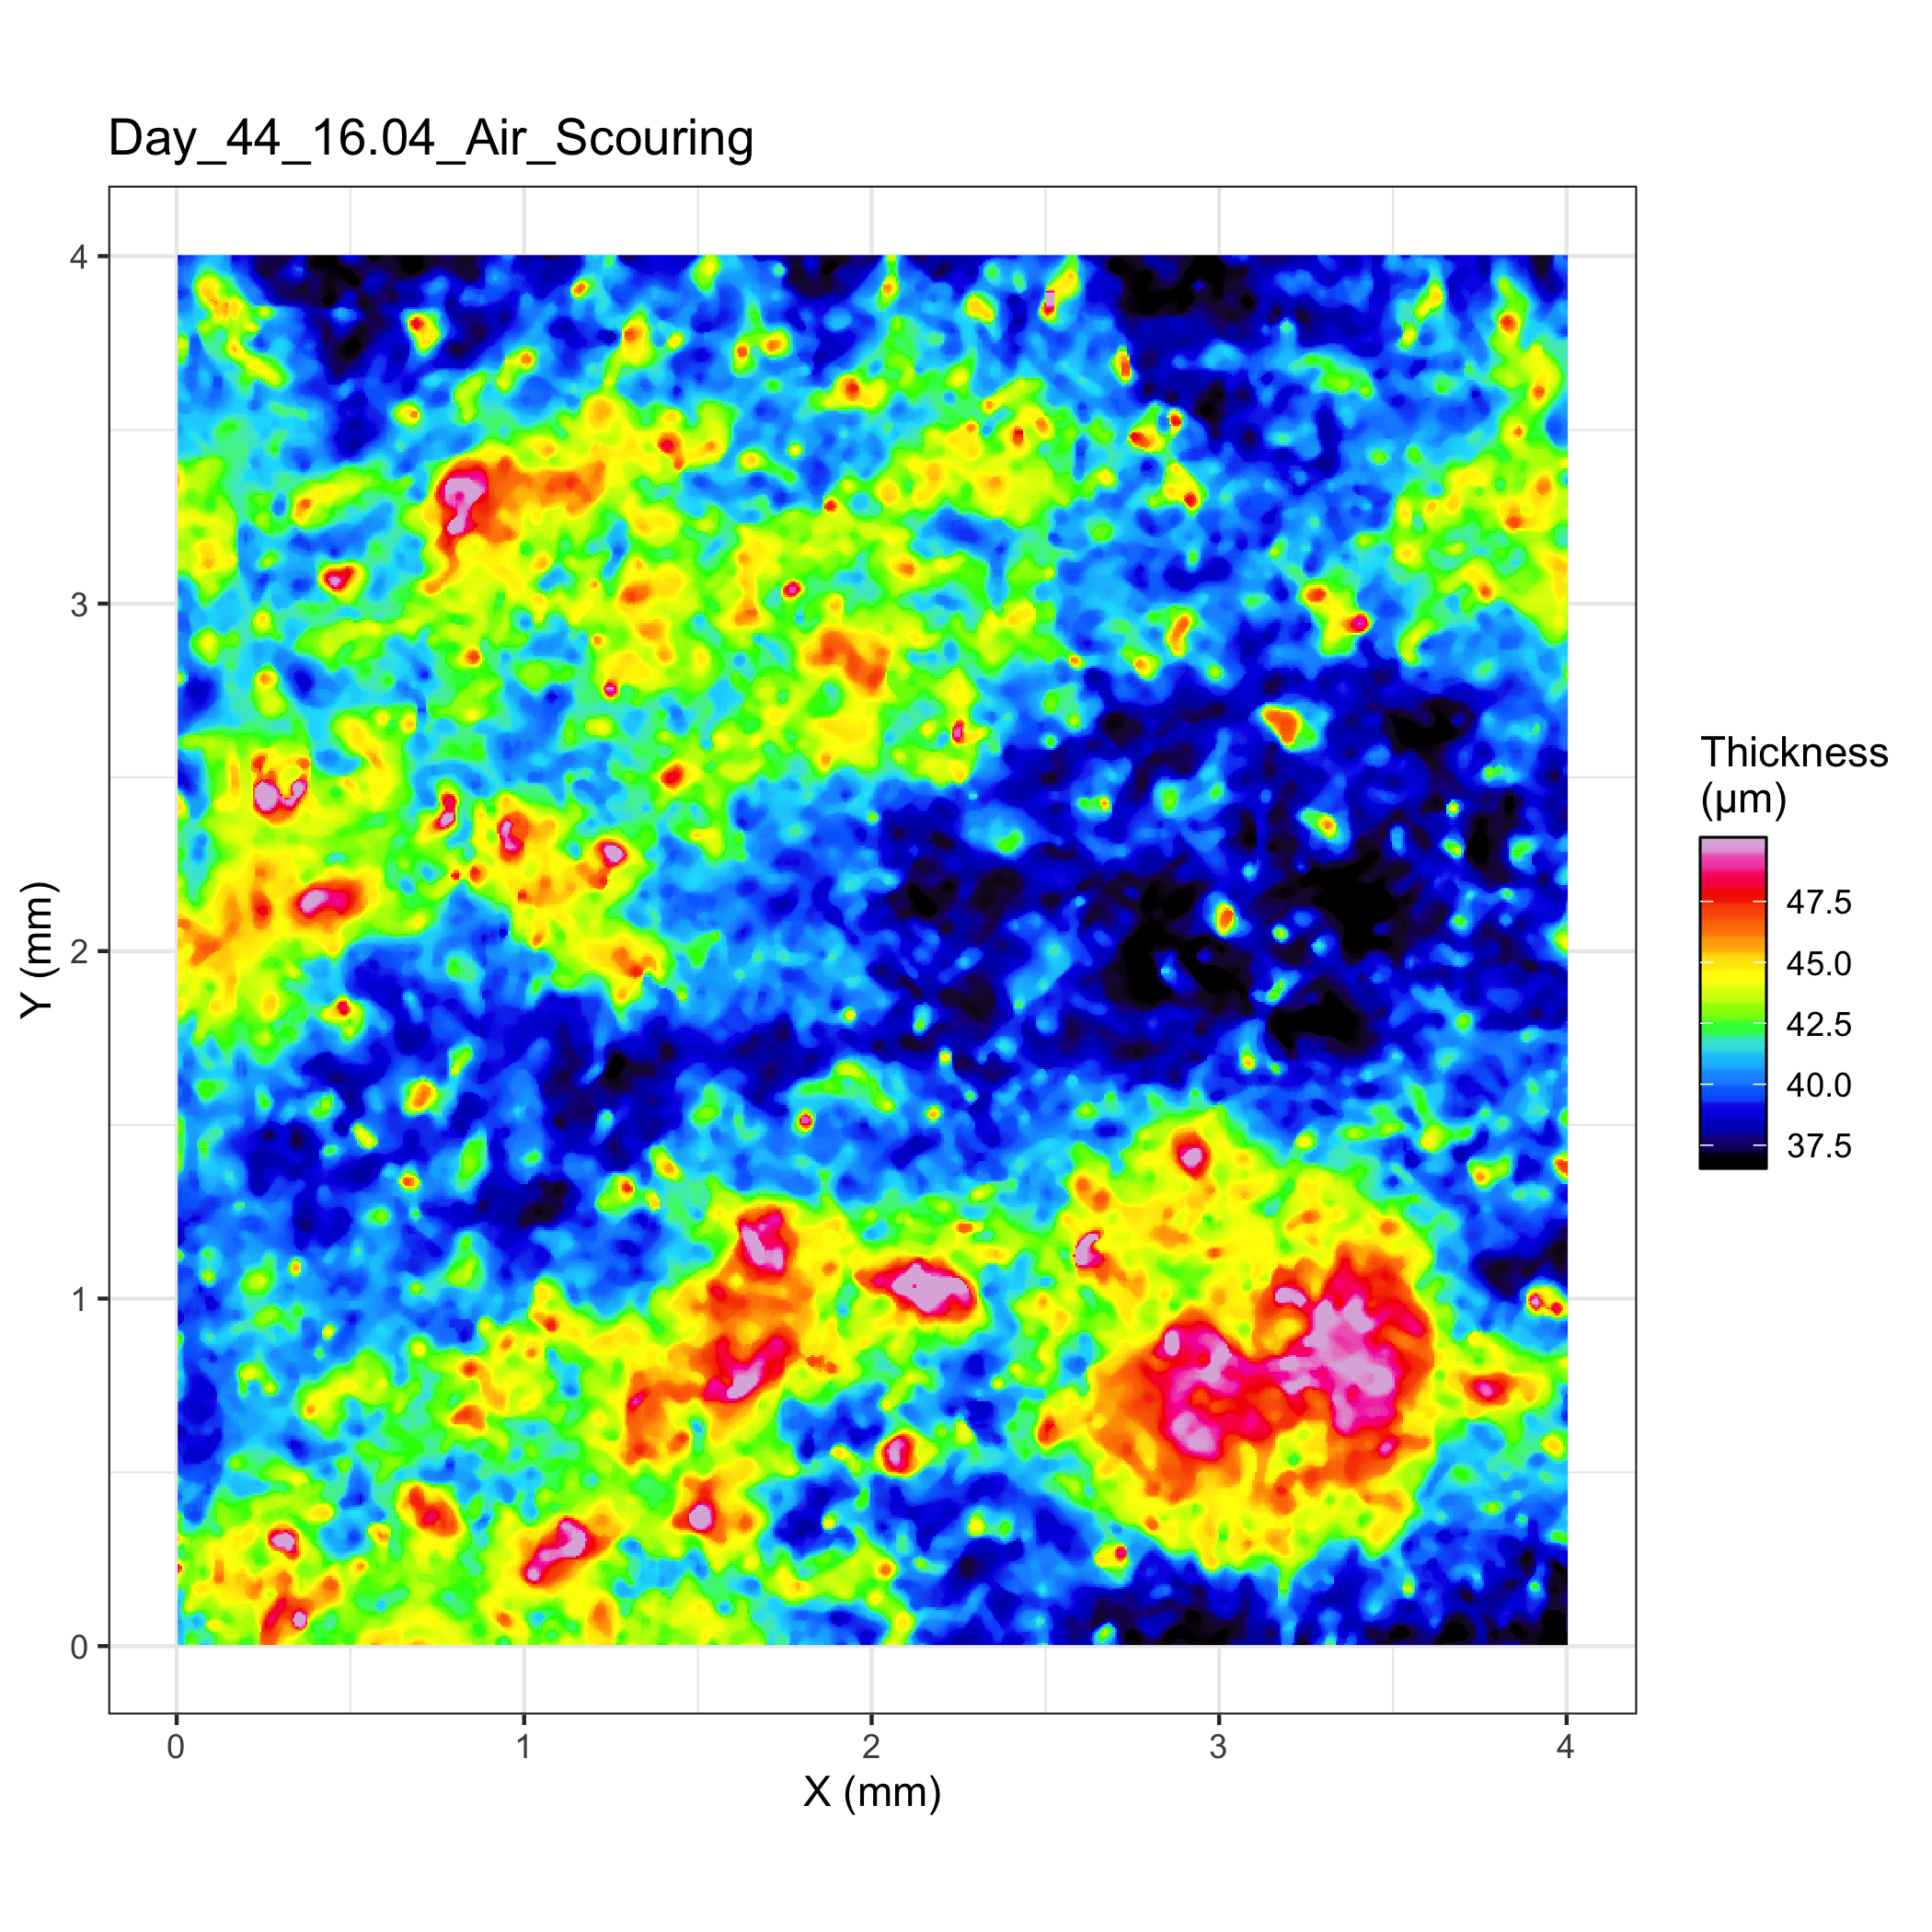 Day_44_16.04_Air_Scouring
4
3
2
1
0
Y (mm)
0 1 2 3 4
X (mm)
Thickness
(μm)
47.5
45.0
42.5
40.0
37.5